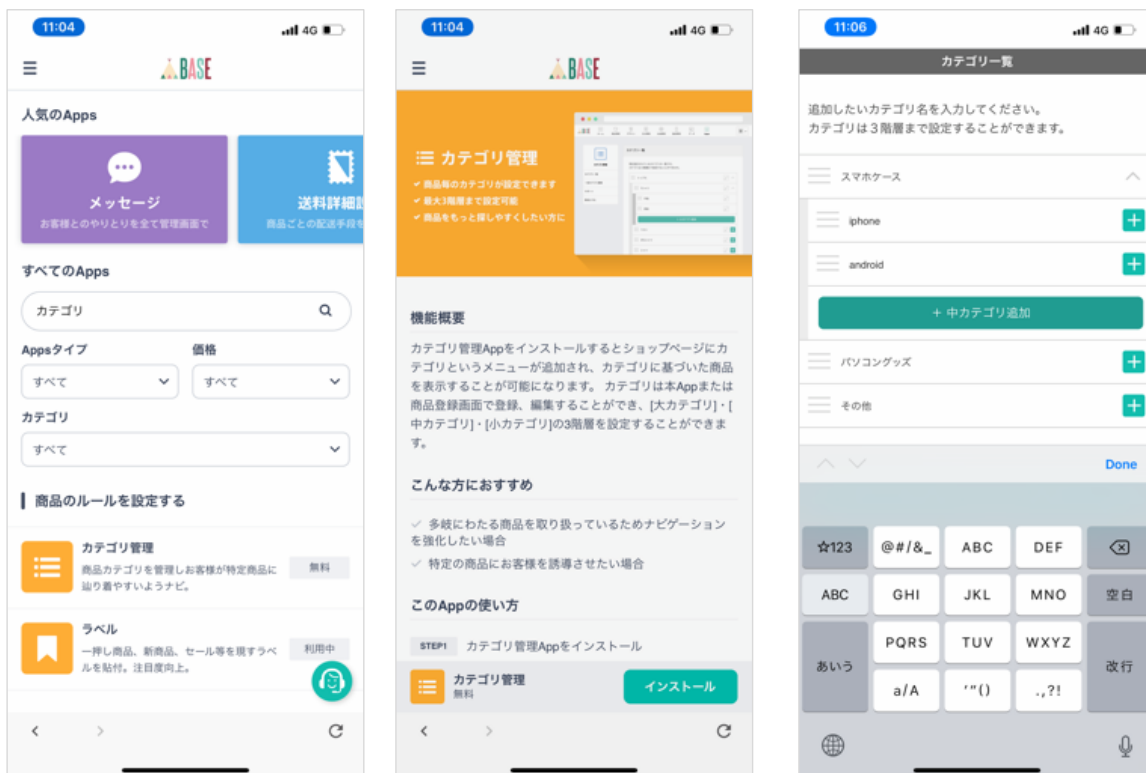 11:04
4G
BASE
人気のApps
メッセージ
お客様とのやりとりを全て管理画面で
送料詳細
商品ごとの配送手段を
すべてのApps
カテゴリ
Appsタイプ
価格
すべて
すべて
カテゴリ
すべて
商品のルールを設定する
カテゴリ管理
商品カテゴリを管理しお客様が特定商品に
辿り着やすいようナビ。
無料
ラベル
一押し商品、新商品、セール等を現すラベ
ルを貼付。注目度向上。
利用中
11:04
4G
BASE
カテゴリ管理
商品毎のカテゴリが設定できます
最大3階層まで設定可能
商品をもっと探しやすくしたい方に
機能概要
カテゴリ管理Appをインストールするとショップページにカ
テゴリというメニューが追加され、カテゴリに基づいた商品
を表示することが可能になります。 カテゴリは本Appまたは
商品登録画面で登録、編集することができ、[大カテゴリ]・[
中カテゴリ]・[小カテゴリ]の3階層を設定することができま
す。
こんな方におすすめ
多岐にわたる商品を取り扱っているためナビゲーション
を強化したい場合
特定の商品にお客様を誘導させたい場合
このAppの使い方
STEP1 カテゴリ管理Appをインストール
カテゴリ管理
無料
インストール
11:06
4G
カテゴリ一覧
追加したいカテゴリ名を入力してください。
カテゴリは3階層まで設定することができます。
スマホケース
iphone
android
+ 中カテゴリ追加
パソコングッズ
その他
Done
☆123 @#/&_ ABC DEF
ABC GHI JKL MNO 空白
あいう PQRS TUV WXYZ 改行
a/A '"() .,?!